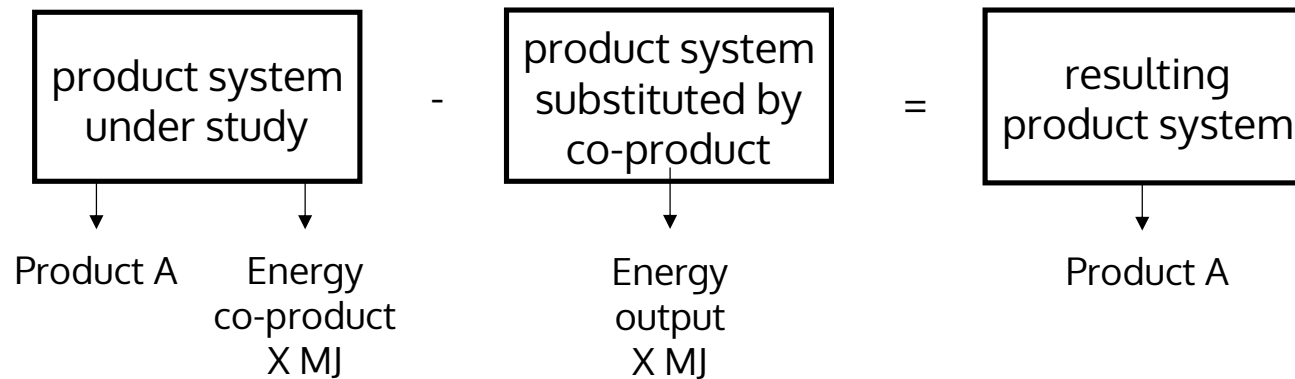 product system
under study
-
product system
substituted by
co-product
=
resulting
product system
Product A
Energy
co-product
X MJ
Energy
output
X MJ
Product A